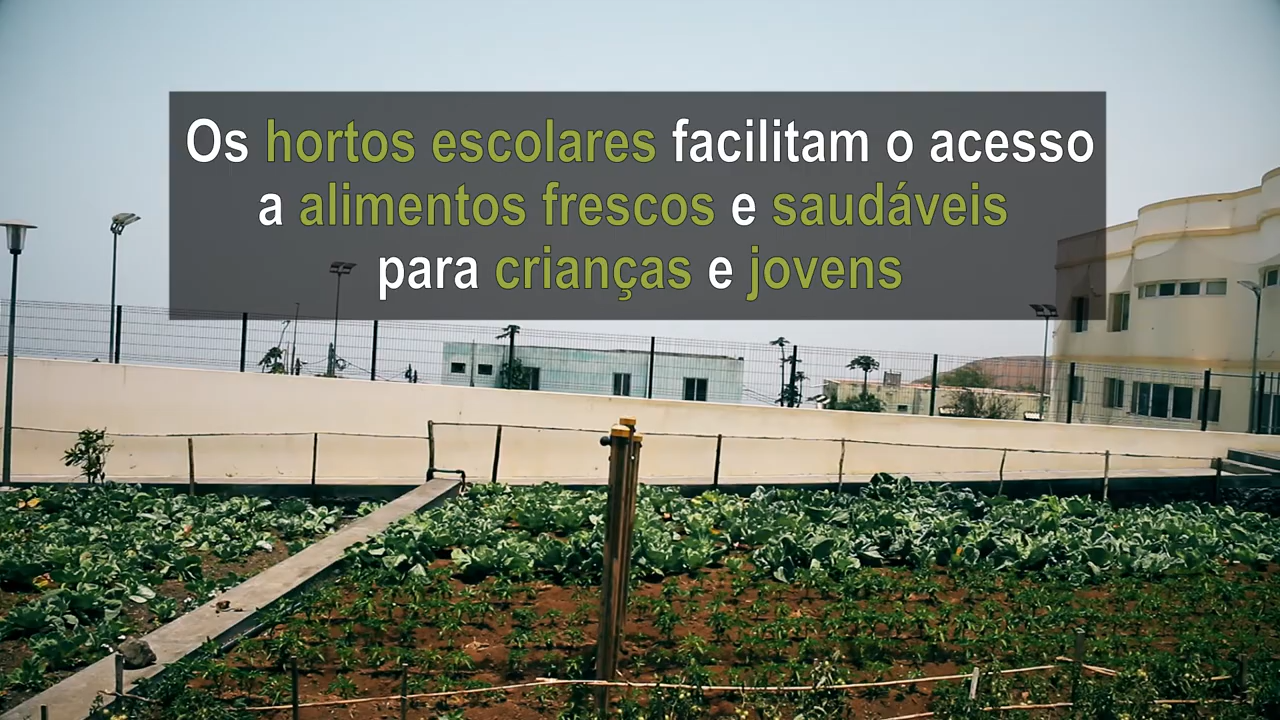 Os hortos escolares facilitam o acesso
a alimentos frescos e saudáveis
para crianças e jovens